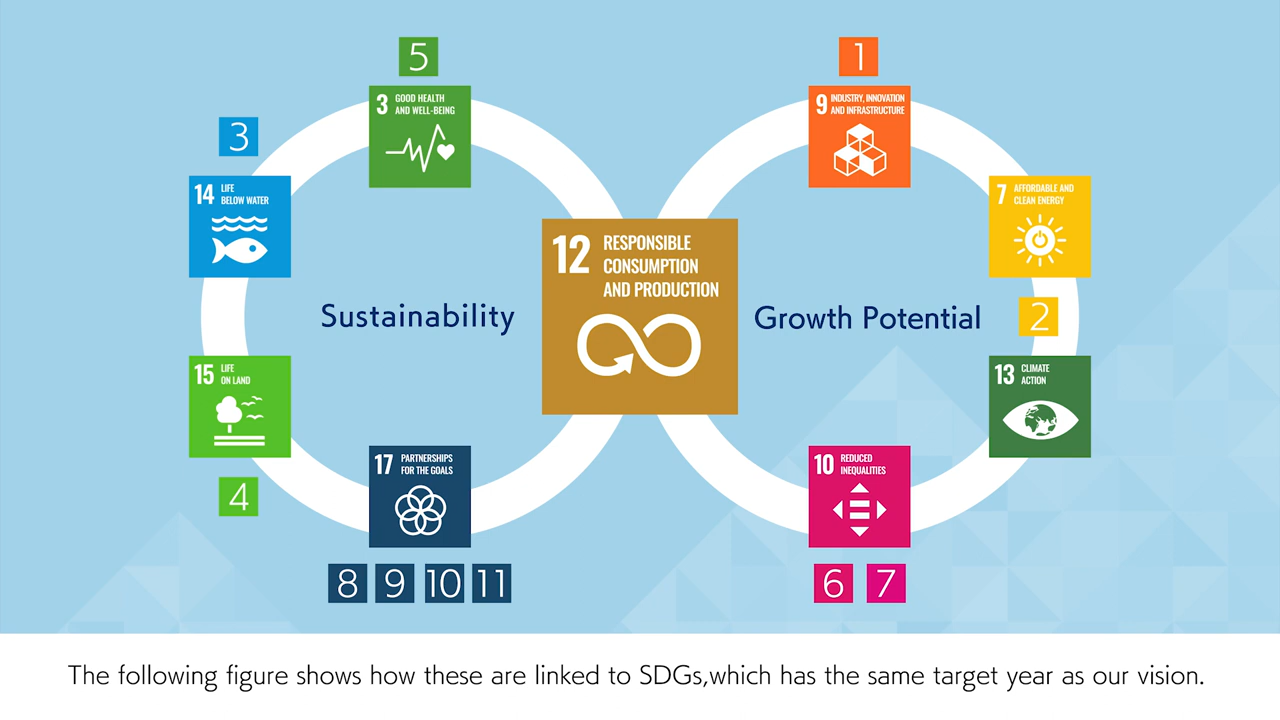 5
3 GOOD HEALTH
AND WELL-BEING
3
14 LIFE
BELOW WATER
Sustainability
15 LIFE
ON LAND
4
17 PARTNERSHIPS
FOR THE GOALS
8 9 10 11
12 RESPONSIBLE
CONSUMPTION
AND PRODUCTION
1
9 INDUSTRY, INNOVATION
AND INFRASTRUCTURE
7 AFFORDABLE AND
CLEAN ENERGY
Growth Potential
2
13 CLIMATE
ACTION
10 REDUCED
INEQUALITIES
6 7
The following figure shows how these are linked to SDGs,which has the same target year as our vision.